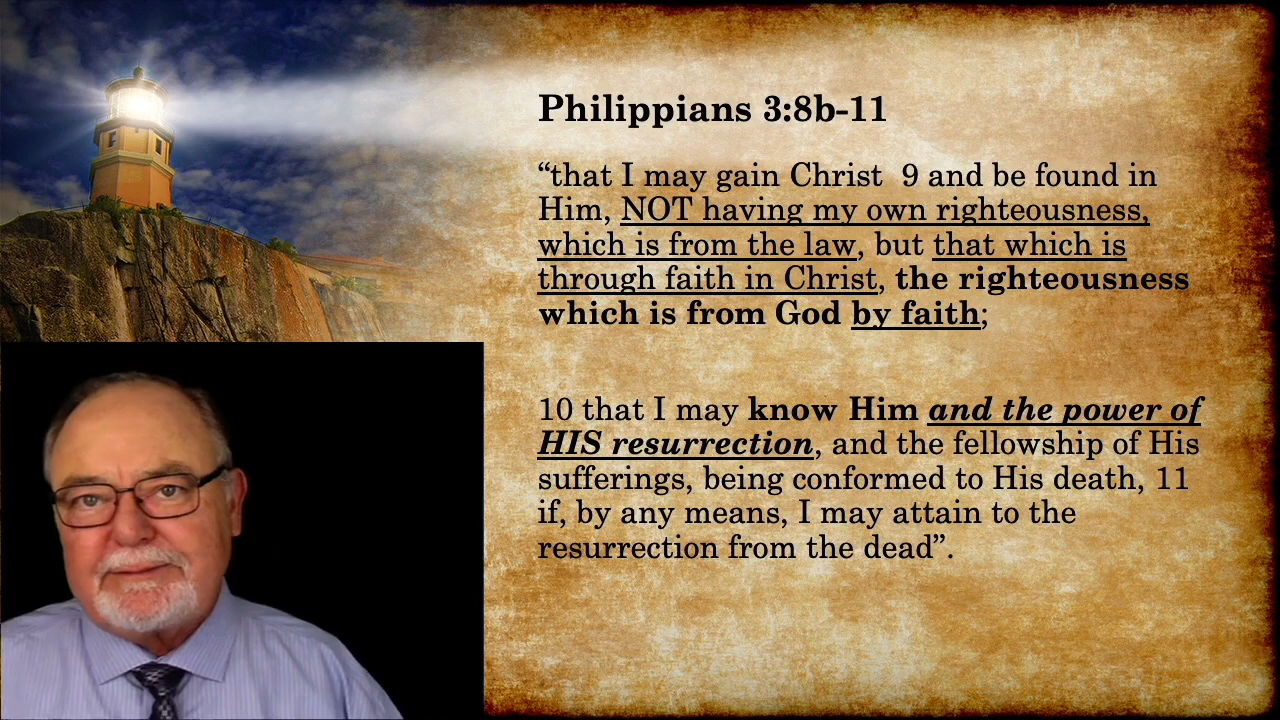 Philippians 3:8b-11
“that I may gain Christ  9 and be found in
Him, NOT having my own righteousness,
which is from the law, but that which is
through faith in Christ, the righteousness
which is from God by faith;
10 that I may know Him and the power of
HIS resurrection, and the fellowship of His
sufferings, being conformed to His death, 11
if, by any means, I may attain to the
resurrection from the dead”.